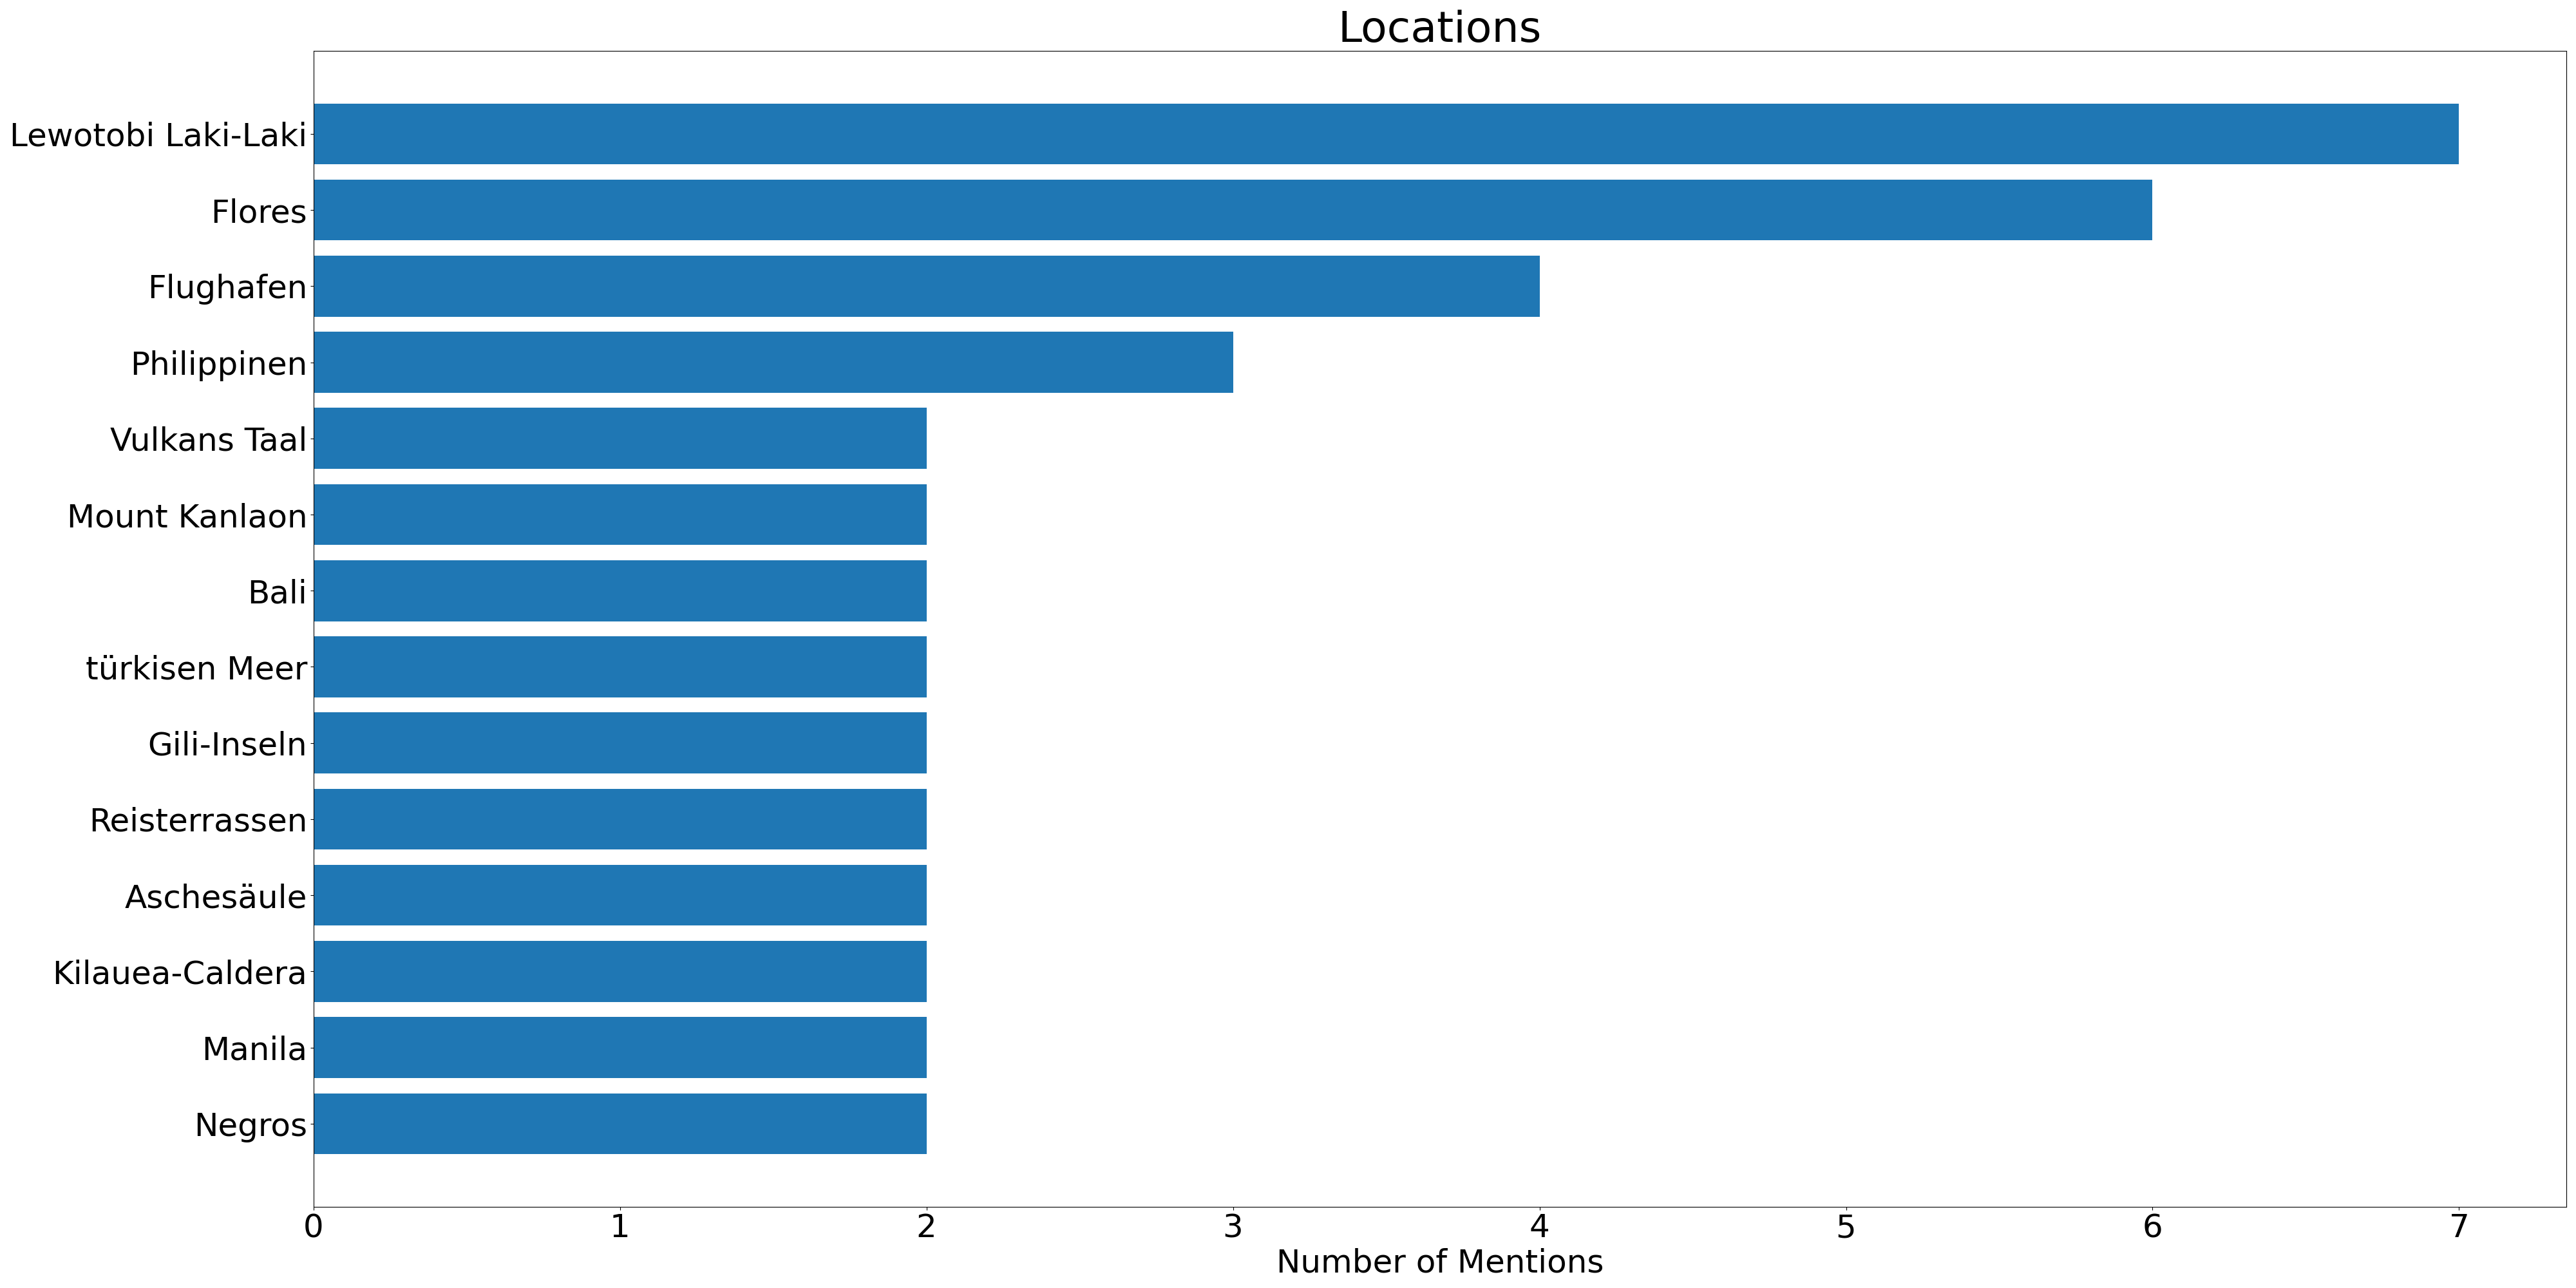 Locations
Lewotobi Laki-Laki
Flores
Flughafen
Philippinen
Vulkans Taal
Mount Kanlaon
Bali
türkisen Meer
Gili-Inseln
Reisterrassen
Aschesäule
Kilauea-Caldera
Manila
Negros
0 1 2 3 4 5 6 7
Number of Mentions